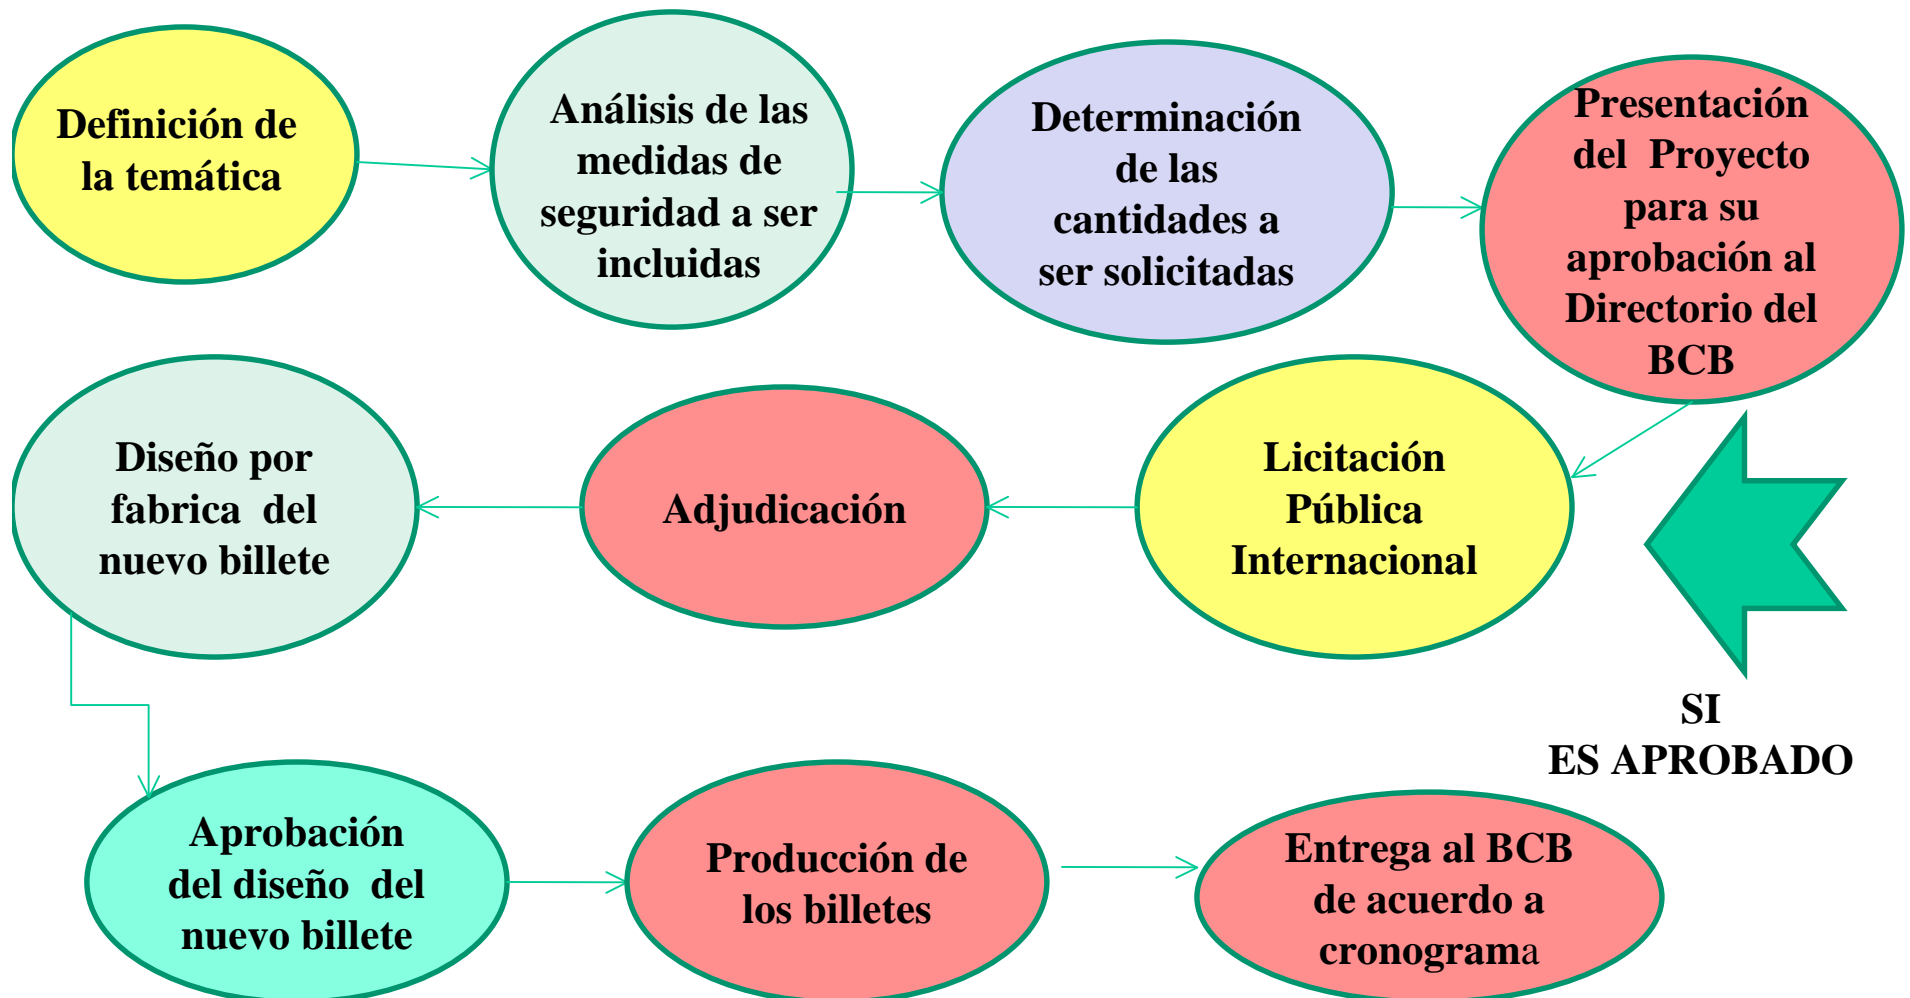 Definición de
la temática
Análisis de las
medidas de
seguridad a ser
incluidas
Determinación
de las
cantidades a
ser solicitadas
Presentación
del Proyecto
para su
aprobación al
Directorio del
BCB
Licitación
Pública
Internacional
SI
ES APROBADO
Adjudicación
Diseño por
fabrica del
nuevo billete
Aprobación
del diseño del
nuevo billete
Producción de
los billetes
Entrega al BCB
de acuerdo a
cronograma